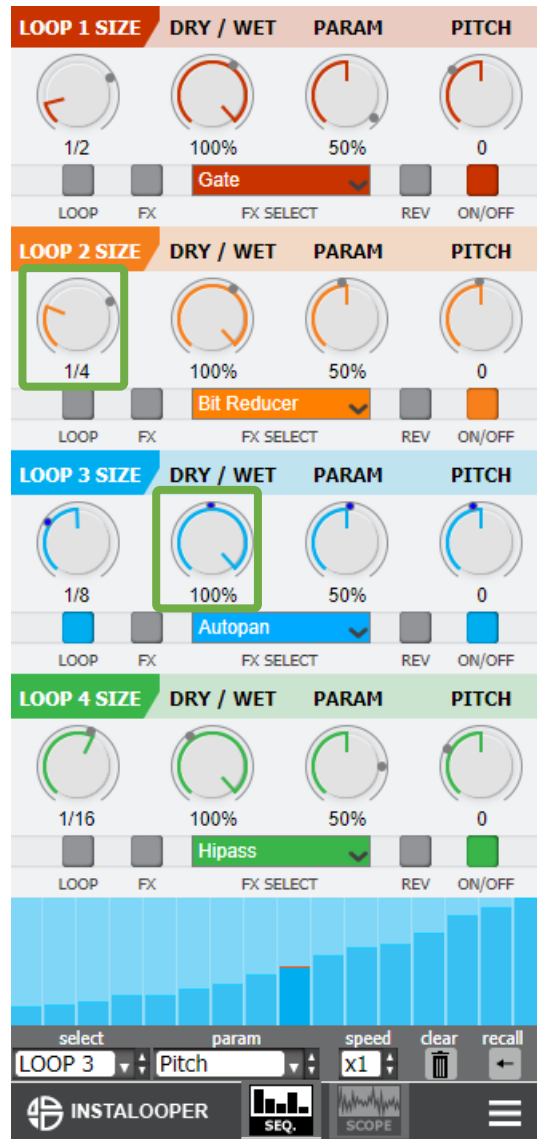 LOOP 1 SIZE DRY / WET PARAM PITCH
1/2 100% 50% 0
Gate
LOOP FX FX SELECT REV ON/OFF
LOOP 2 SIZE DRY / WET PARAM PITCH
1/4 100% 50% 0
Bit Reducer
LOOP FX FX SELECT REV ON/OFF
LOOP 3 SIZE DRY / WET PARAM PITCH
1/8 100% 50% 0
Autopan
LOOP FX FX SELECT REV ON/OFF
LOOP 4 SIZE DRY / WET PARAM PITCH
1/16 100% 50% 0
Hipass
LOOP FX FX SELECT REV ON/OFF
select param speed clear recall
LOOP 3 Pitch x1
INSTALOOPER SEQ. SCOPE